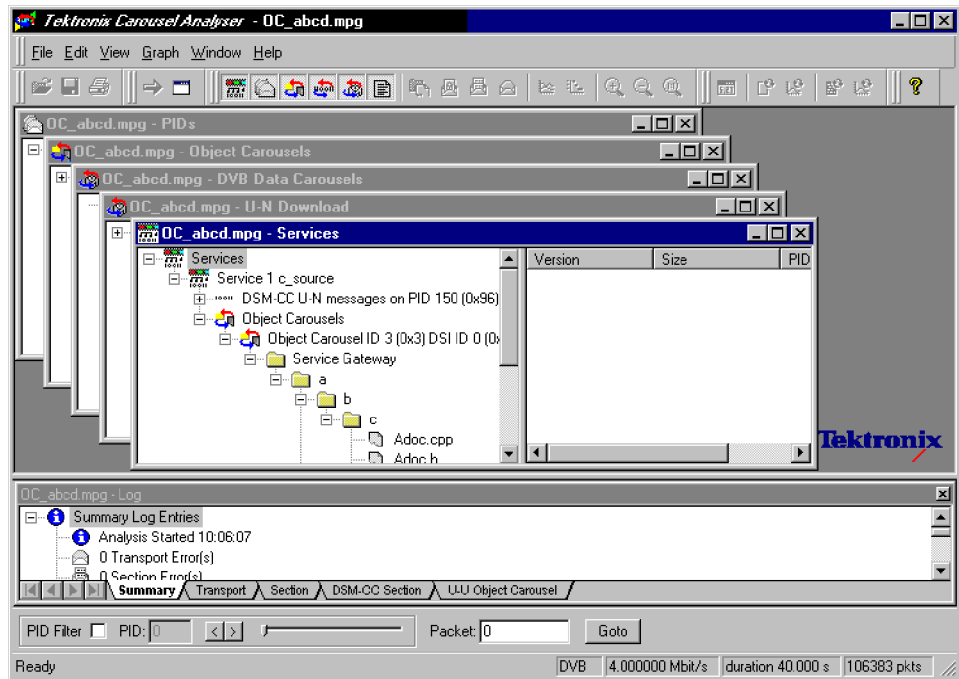 Tektronix Carousel Analyser - OC_abcd.mpg
File Edit View Graph Window Help
OC_abcd.mpg - PIDs
OC_abcd.mpg - Object Carousels
OC_abcd.mpg - DVB Data Carousels
OC_abcd.mpg - U-N Download
OC_abcd.mpg - Services
Services
Version Size PID
Service 1 c_source
DSM-CC U-N messages on PID 150 (0x96)
Object Carousels
Object Carousel ID 3 (0x3) DSI ID 0 (0x
Service Gateway
a
b
c
Adoc.cpp
Adoc.h
Tektronix
OC_abcd.mpg - Log
Summary Log Entries
Analysis Started 10:06:07
0 Transport Error(s)
0 Section Error(s)
Summary Transport Section DSM-CC Section U-U Object Carousel
PID Filter PID: 0 < > Packet: 0 Goto
Ready DVB 4.000000 Mbit/s duration 40.000 s 106383 pkts